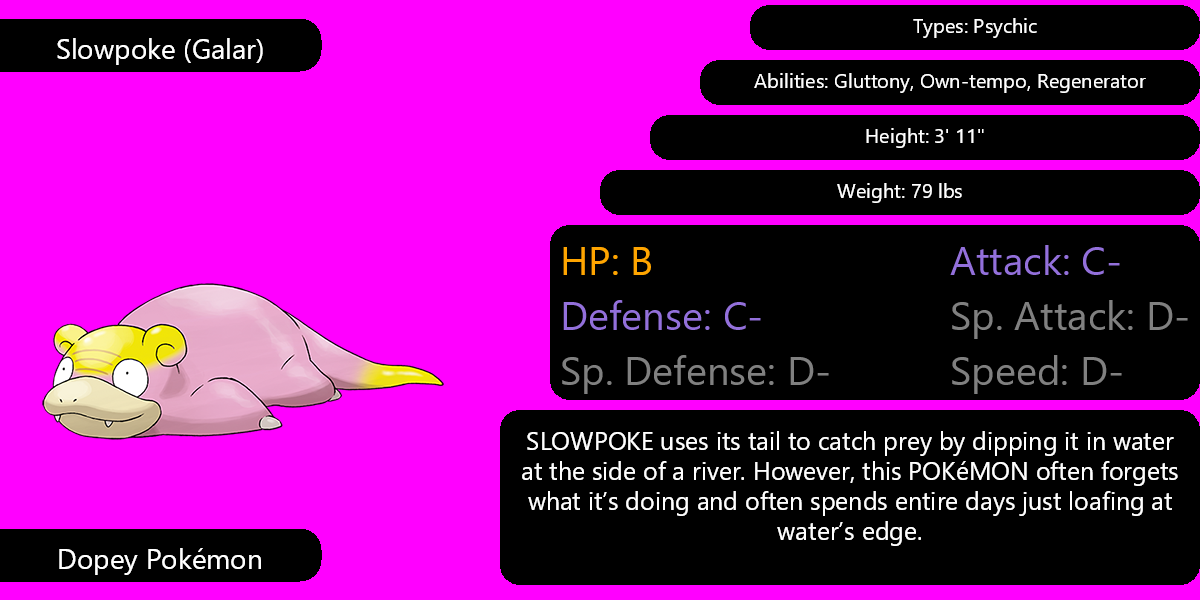 Slowpoke (Galar)
Types: Psychic
Abilities: Gluttony, Own-tempo, Regenerator
Height: 3' 11"
Weight: 79 lbs
HP: B
Attack: C-
Defense: C-
Sp. Attack: D-
Sp. Defense: D-
Speed: D-
SLOWPOKE uses its tail to catch prey by dipping it in water
at the side of a river. However, this POKéMON often forgets
what it’s doing and often spends entire days just loafing at
water’s edge.
Dopey Pokémon